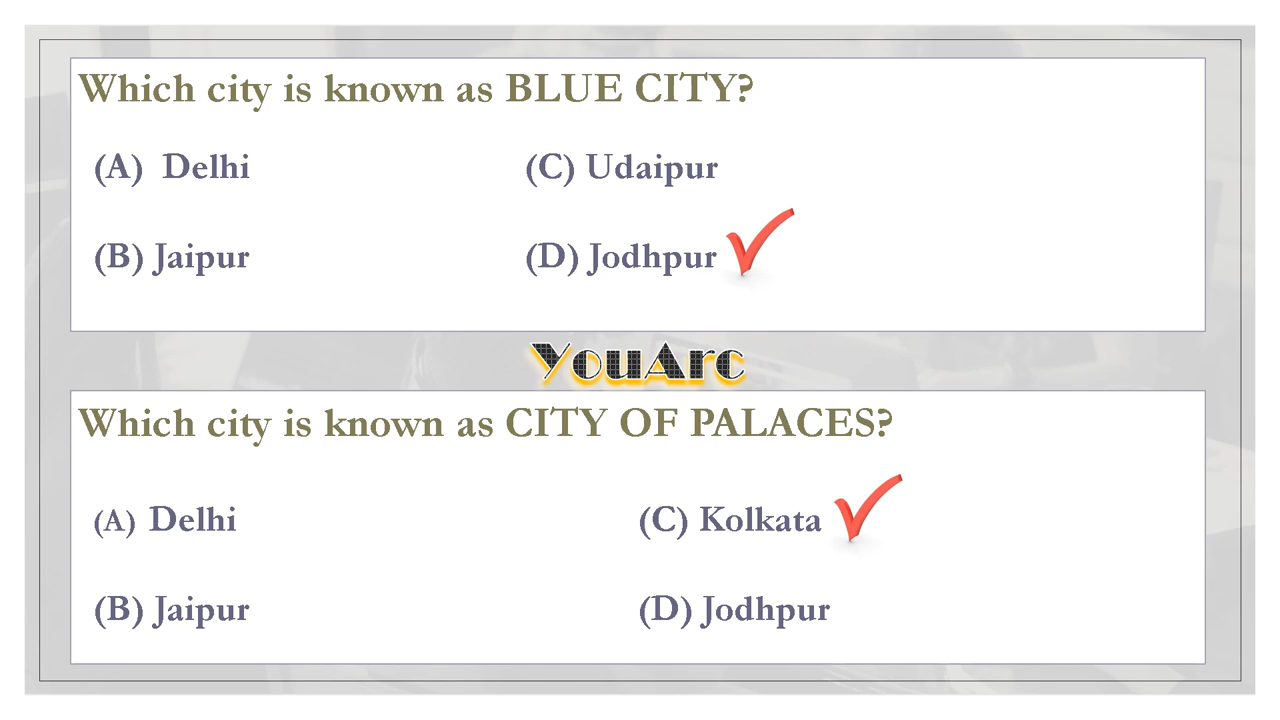 Which city is known as BLUE CITY?
(A) Delhi (C) Udaipur
(B) Jaipur (D) Jodhpur
YouArc
Which city is known as CITY OF PALACES?
(A) Delhi (C) Kolkata
(B) Jaipur (D) Jodhpur